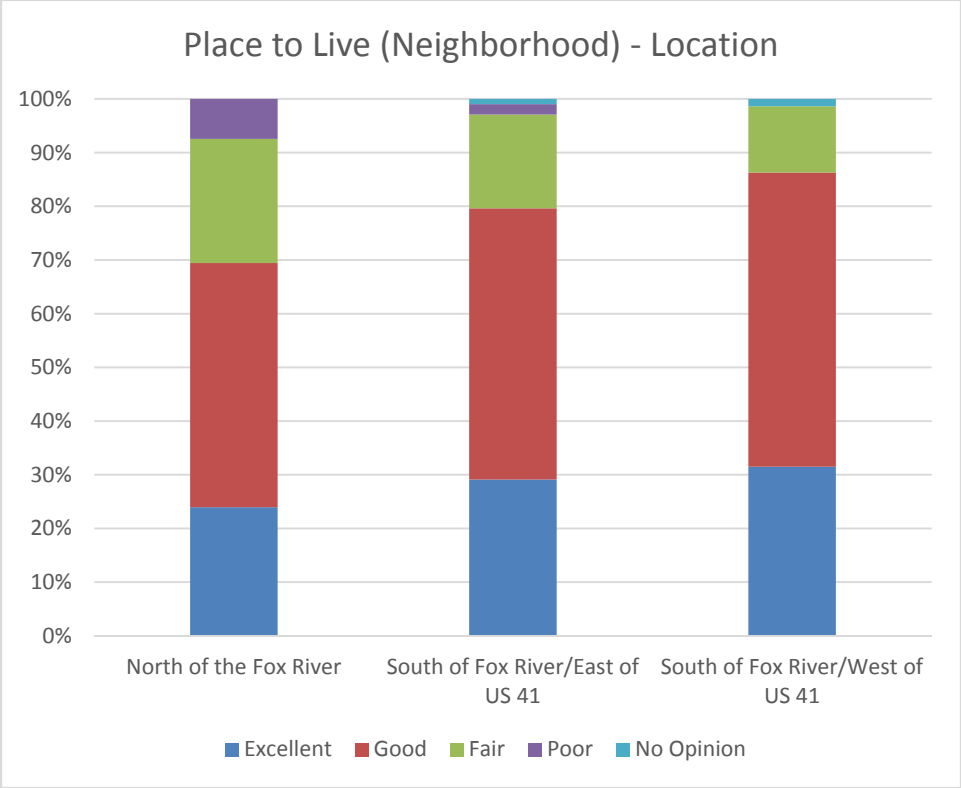 Place to Live (Neighborhood) - Location
100%
90%
80%
70%
60%
50%
40%
30%
20%
10%
0%
North of the Fox River
South of Fox River/East of
US 41
South of Fox River/West of
US 41
Excellent Good Fair Poor No Opinion